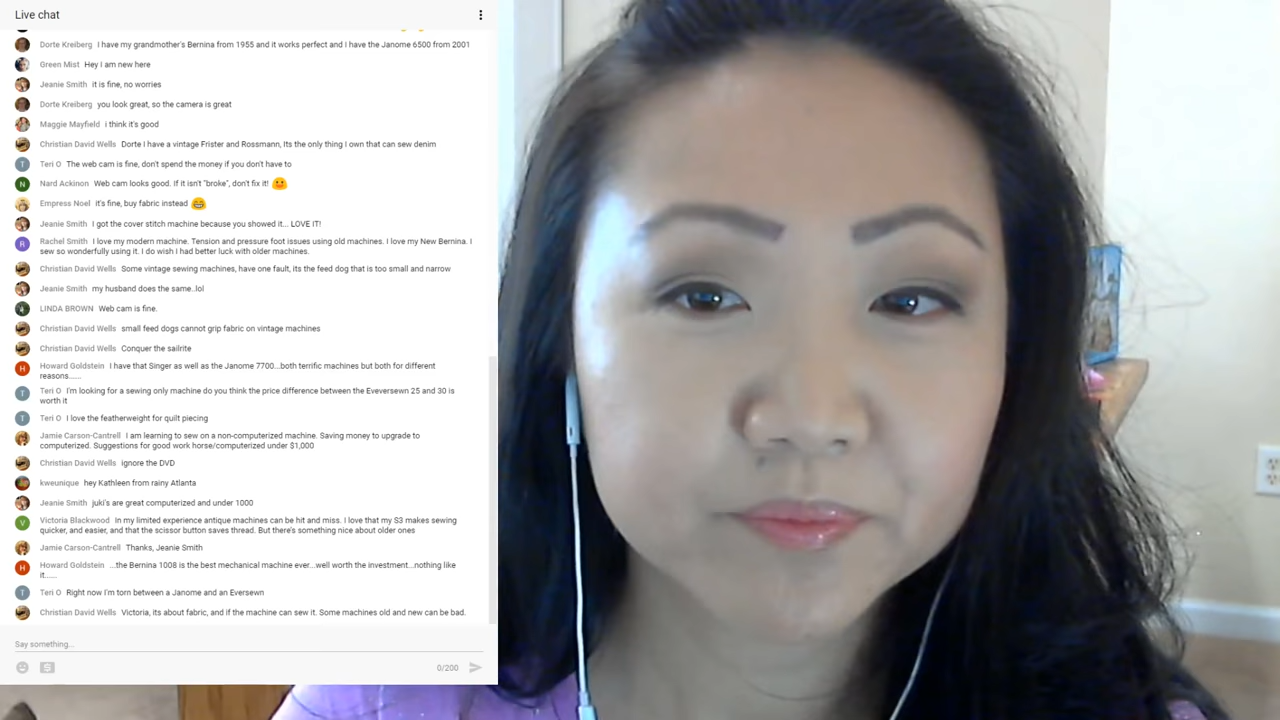 Live chat
Dorte Kreiberg I have my grandmother's Bernina from 1955 and it works perfect and I have the Janome 6500 from 2001
Green Mist Hey I am new here
Jeanie Smith it is fine, no worries
Dorte Kreiberg you look great, so the camera is great
Maggie Mayfield i think it's good
Christian David Wells Dorte I have a vintage Frister and Rossmann, Its the only thing I own that can sew denim
T Teri O The web cam is fine, don't spend the money if you don't have to
N Nard Ackinon Web cam looks good. If it isn't "broke", don't fix it!
Empress Noel it's fine, buy fabric instead
Jeanie Smith I got the cover stitch machine because you showed it... LOVE IT!
R Rachel Smith I love my modern machine. Tension and pressure foot issues using old machines. I love my New Bernina. I
sew so wonderfully using it. I do wish I had better luck with older machines.
Christian David Wells Some vintage sewing machines, have one fault, its the feed dog that is too small and narrow
Jeanie Smith my husband does the same..lol
LINDA BROWN Web cam is fine.
Christian David Wells small feed dogs cannot grip fabric on vintage machines
Christian David Wells Conquer the sailrite
H Howard Goldstein I have that Singer as well as the Janome 7700...both terrific machines but both for different
reasons......
T Teri O I'm looking for a sewing only machine do you think the price difference between the Eveversewn 25 and 30 is
worth it
T Teri O I love the featherweight for quilt piecing
Jamie Carson-Cantrell I am learning to sew on a non-computerized machine. Saving money to upgrade to
computerized. Suggestions for good work horse/computerized under $1,000
Christian David Wells ignore the DVD
kweunique hey Kathleen from rainy Atlanta
Jeanie Smith juki's are great computerized and under 1000
V Victoria Blackwood In my limited experience antique machines can be hit and miss. I love that my S3 makes sewing
quicker, and easier, and that the scissor button saves thread. But there's something nice about older ones
Jamie Carson-Cantrell Thanks, Jeanie Smith
H Howard Goldstein ...the Bernina 1008 is the best mechanical machine ever...well worth the investment...nothing like
it......
T Teri O Right now I'm torn between a Janome and an Eversewn
Christian David Wells Victoria, its about fabric, and if the machine can sew it. Some machines old and new can be bad.
Say something...
0/200